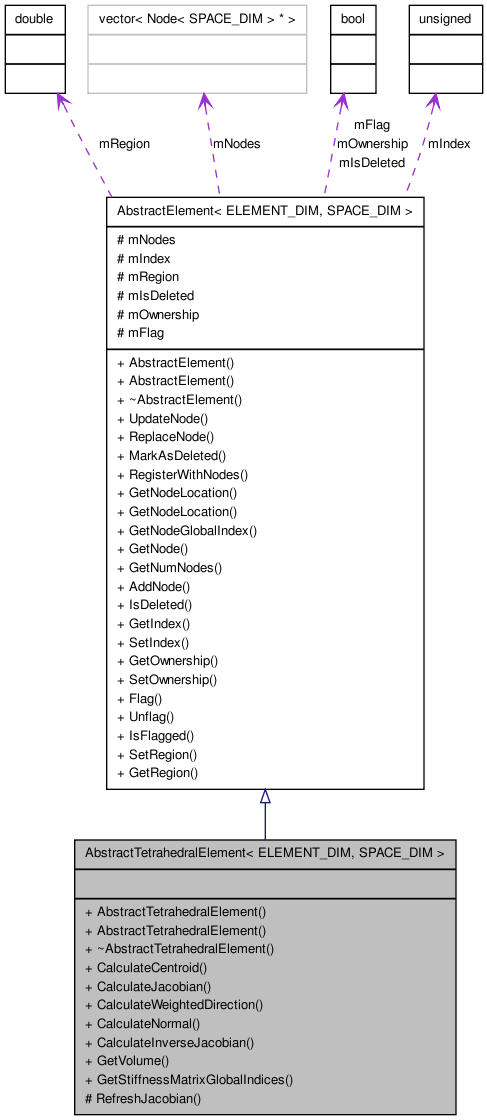 double
vector< Node< SPACE_DIM > * >
bool
unsigned
mRegion
mNodes
mFlag
mOwnership
mIsDeleted
mIndex
AbstractElement< ELEMENT_DIM, SPACE_DIM >
# mNodes
# mIndex
# mRegion
# mIsDeleted
# mOwnership
# mFlag
+ AbstractElement()
+ AbstractElement()
+ ~AbstractElement()
+ UpdateNode()
+ ReplaceNode()
+ MarkAsDeleted()
+ RegisterWithNodes()
+ GetNodeLocation()
+ GetNodeLocation()
+ GetNodeGlobalIndex()
+ GetNode()
+ GetNumNodes()
+ AddNode()
+ IsDeleted()
+ GetIndex()
+ SetIndex()
+ GetOwnership()
+ SetOwnership()
+ Flag()
+ Unflag()
+ IsFlagged()
+ SetRegion()
+ GetRegion()
AbstractTetrahedralElement< ELEMENT_DIM, SPACE_DIM >
+ AbstractTetrahedralElement()
+ AbstractTetrahedralElement()
+ ~AbstractTetrahedralElement()
+ CalculateCentroid()
+ CalculateJacobian()
+ CalculateWeightedDirection()
+ CalculateNormal()
+ CalculateInverseJacobian()
+ GetVolume()
+ GetStiffnessMatrixGlobalIndices()
# RefreshJacobian()